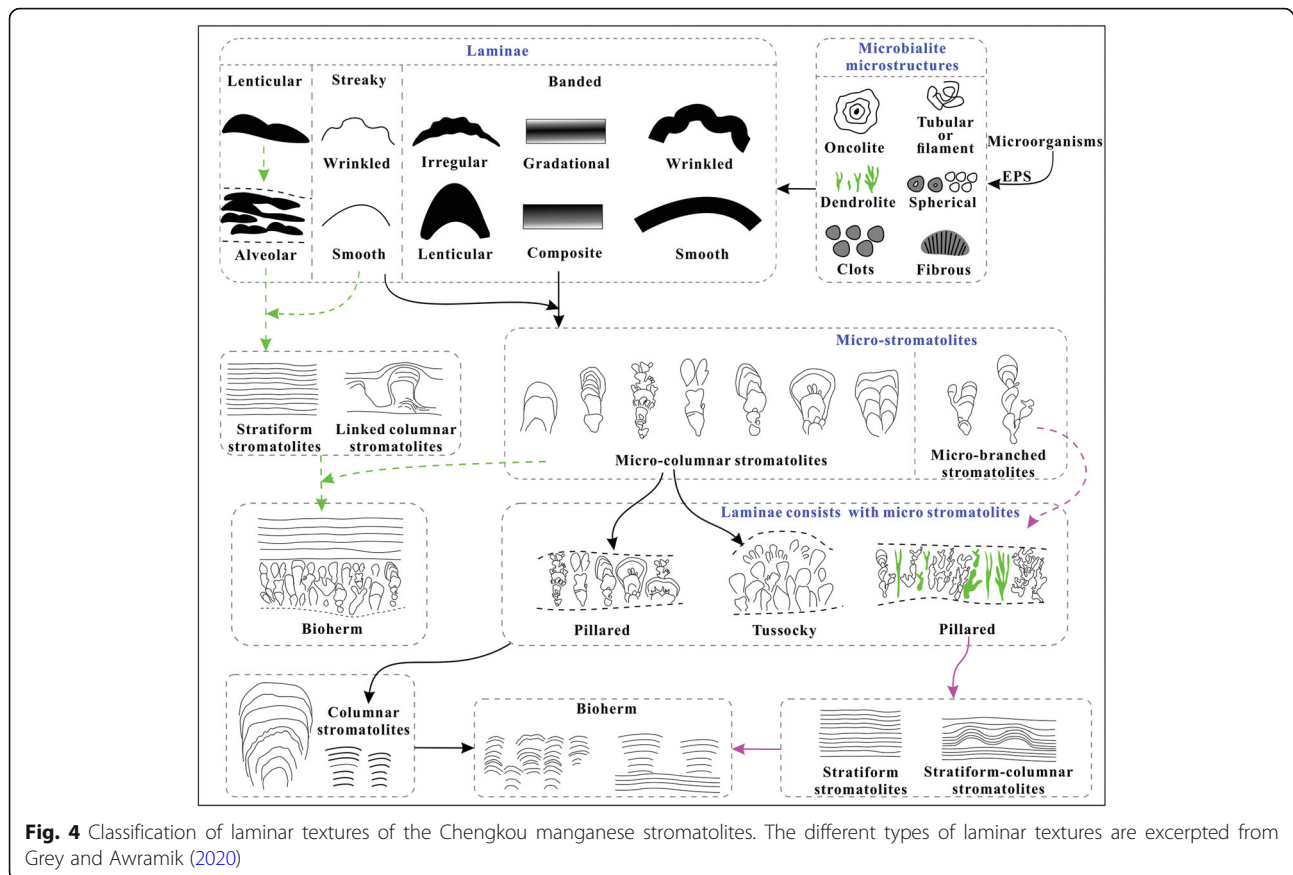 Laminae
Lenticular
Streaky
Banded
Wrinkled
Irregular
Gradational
Wrinkled
Alveolar
Smooth
Lenticular
Composite
Smooth
Microbialite
microstructures
Oncolite
Tubular
or
filament
Dendrolite
Spherical
Clots
Fibrous
Microorganisms
EPS
Micro-stromatolites
Stratiform
stromatolites
Linked columnar
stromatolites
Micro-columnar stromatolites
Micro-branched
stromatolites
Laminae consists with micro stromatolites
Bioherm
Pillared
Tussocky
Pillared
Columnar
stromatolites
Bioherm
Stratiform
stromatolites
Stratiform-columnar
stromatolites
Fig. 4 Classification of laminar textures of the Chengkou manganese stromatolites. The different types of laminar textures are excerpted from
Grey and Awramik (2020)